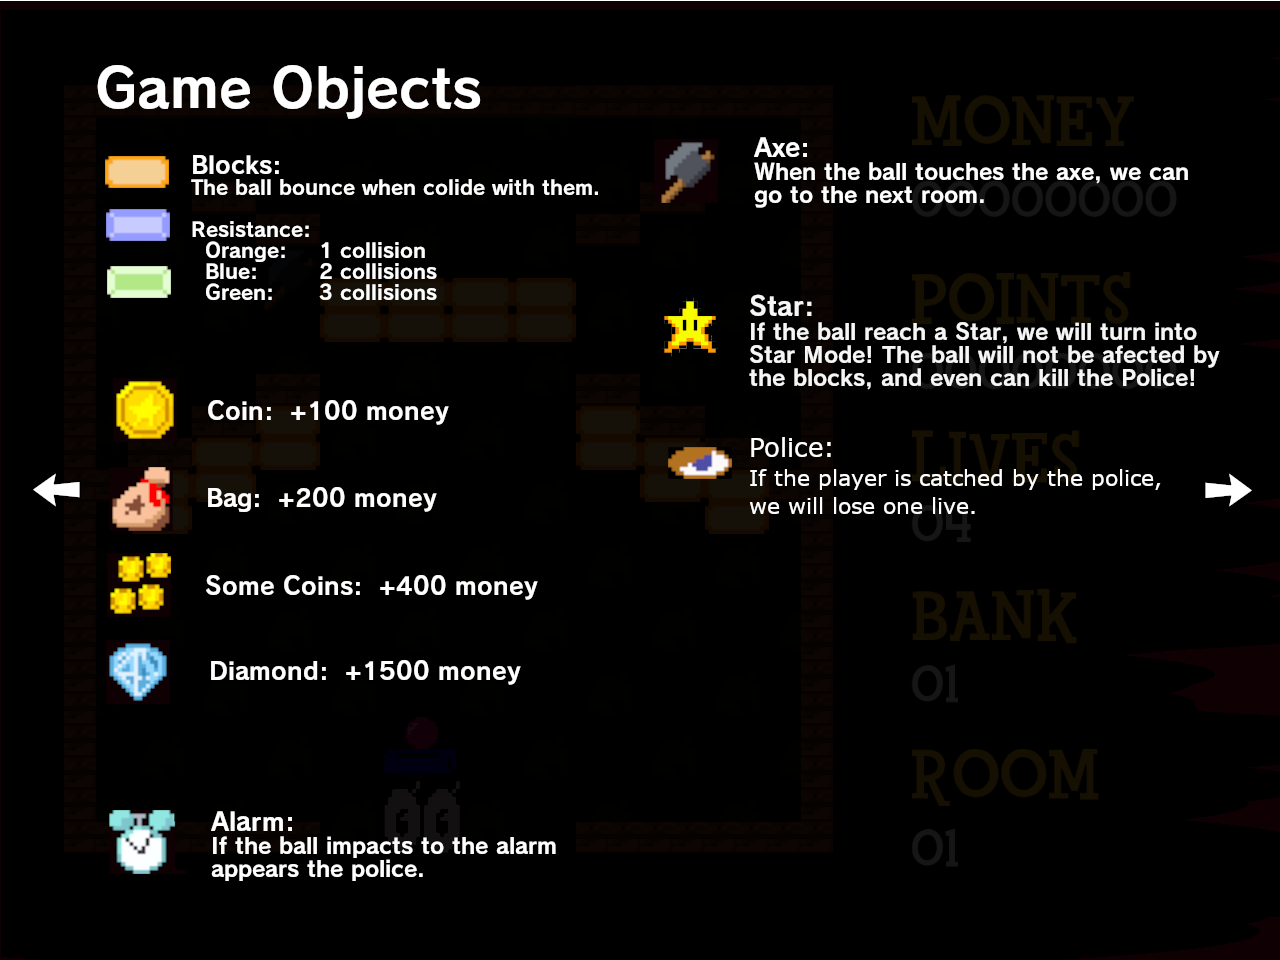 Game Objects
Blocks:
The ball bounce when colide with them.
Resistance:
Orange: 1 collision
Blue: 2 collisions
Green: 3 collisions
Coin: +100 money
Bag: +200 money
Some Coins: +400 money
Diamond: +1500 money
Alarm:
If the ball impacts to the alarm
appears the police.
Axe:
When the ball touches the axe, we can
go to the next room.
Star:
If the ball reach a Star, we will turn into
Star Mode! The ball will not be afected by
the blocks, and even can kill the Police!
Police:
If the player is catched by the police,
we will lose one live.
MONEY
POINTS
LIVES
04
BANK
01
ROOM
01